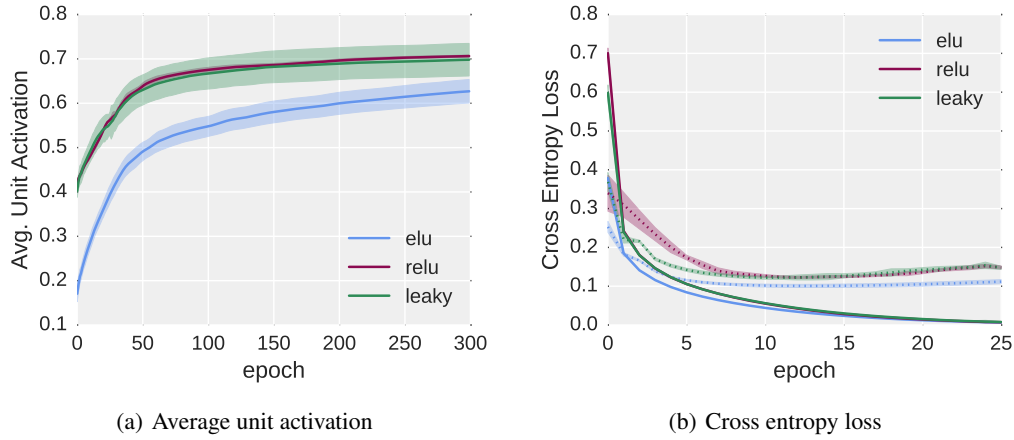 0.8
0.7
0.6
0.5
0.4
0.3
0.2
0.1
Avg. Unit Activation
0 50 100 150 200 250 300
epoch
elu
relu
leaky
(a) Average unit activation
0.8
0.7
0.6
0.5
0.4
0.3
0.2
0.1
0.0
Cross Entropy Loss
0 5 10 15 20 25
epoch
elu
relu
leaky
(b) Cross entropy loss